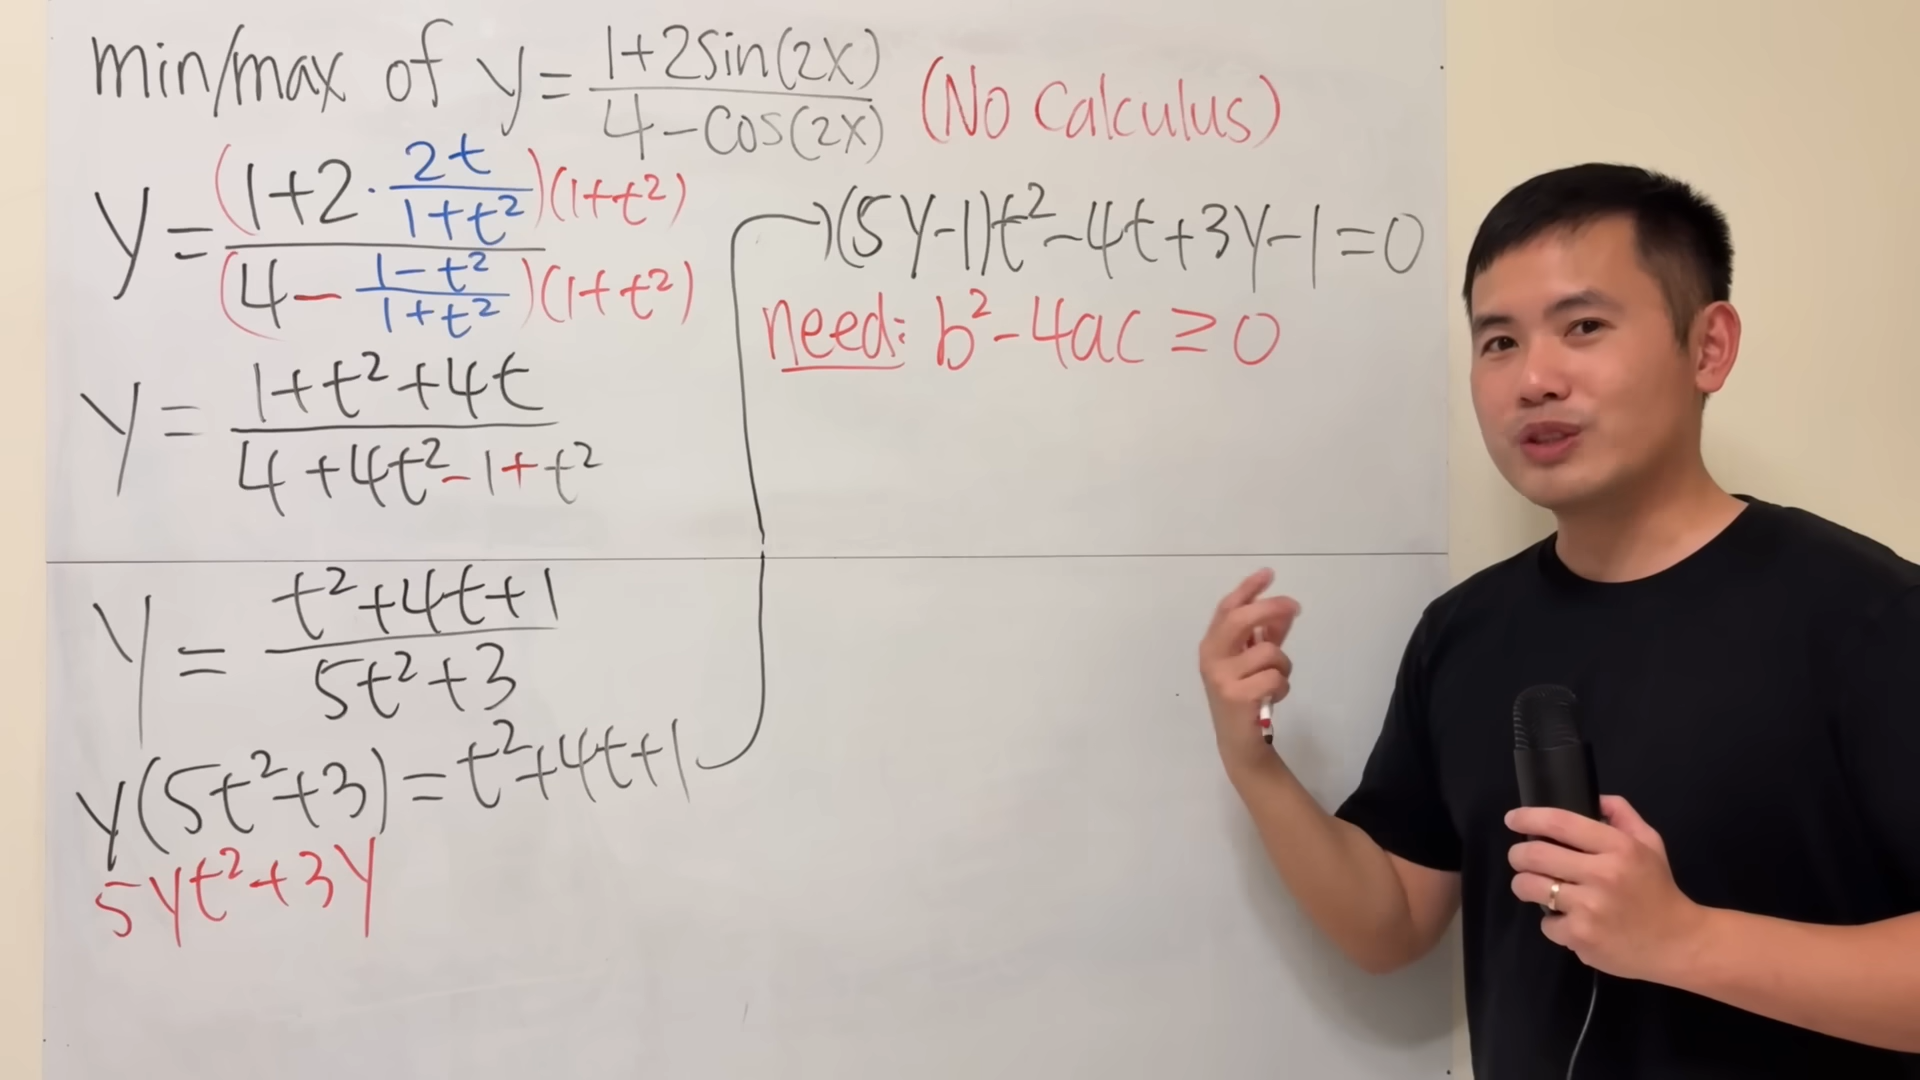 min/max of y = (1+2sin(2x))/(4-cos(2x)) (No Calculus)
y = ((1+2·2t/(1+t²))(1+t²))/((4-(1-t²)/(1+t²))(1+t²))
y = (1+t²+4t)/(4+4t²-1+t²)
y = (t²+4t+1)/(5t²+3)
y(5t²+3)=t²+4t+1
5yt²+3y
(5y-1)t²-4t+3y-1=0
need: b²-4ac ≥ 0